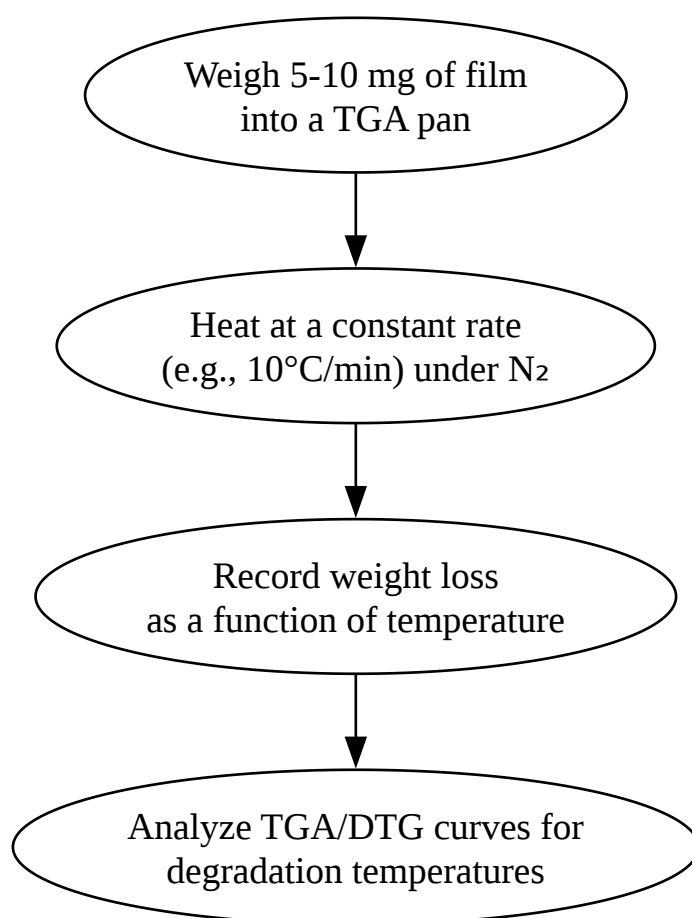 Weigh 5-10 mg of film
into a TGA pan
Heat at a constant rate
(e.g., 10°C/min) under N₂
Record weight loss
as a function of temperature
Analyze TGA/DTG curves for
degradation temperatures